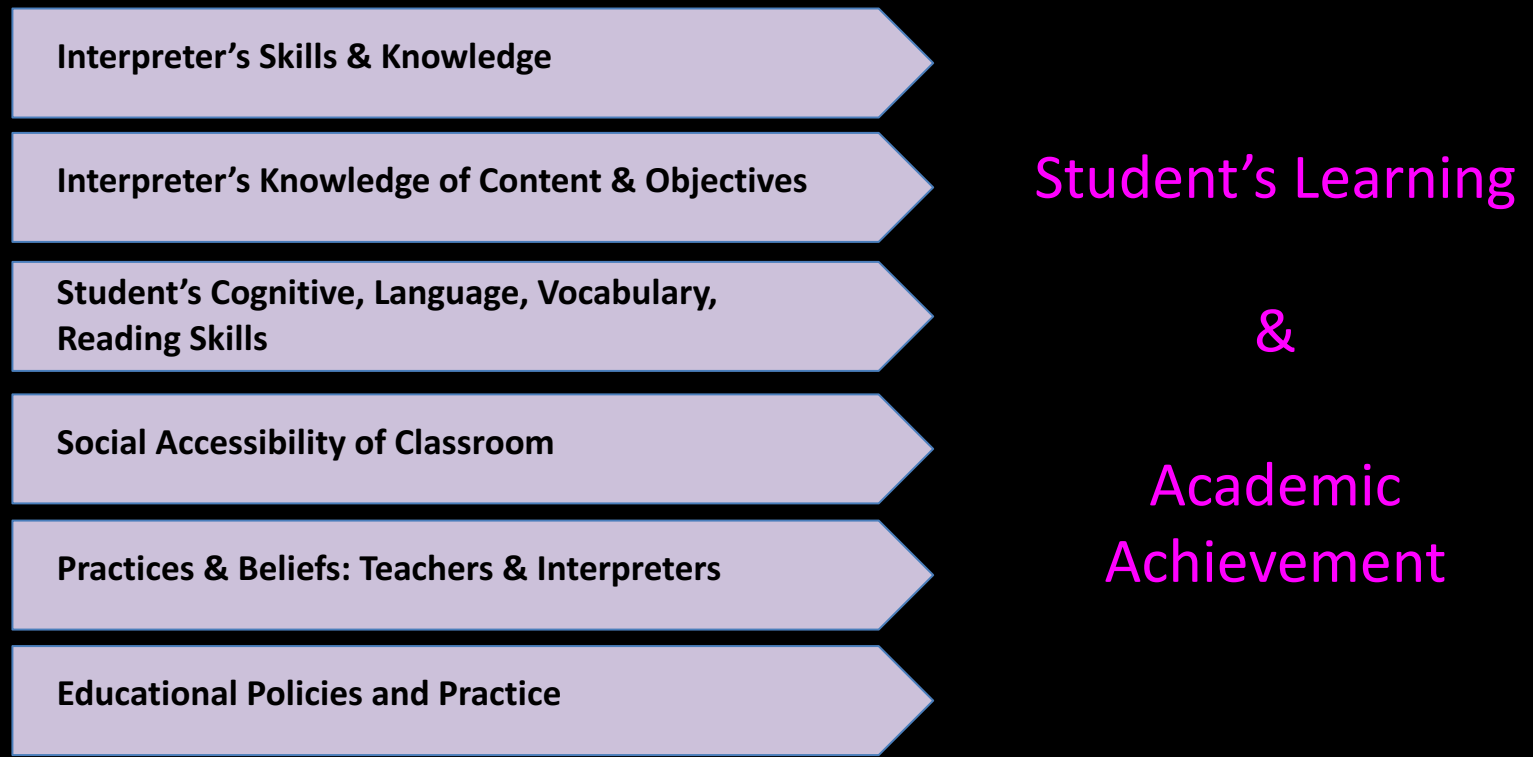 Interpreter’s Skills & Knowledge
Interpreter’s Knowledge of Content & Objectives
Student’s Cognitive, Language, Vocabulary,
Reading Skills
Social Accessibility of Classroom
Practices & Beliefs: Teachers & Interpreters
Educational Policies and Practice
Student’s Learning
&
Academic
Achievement